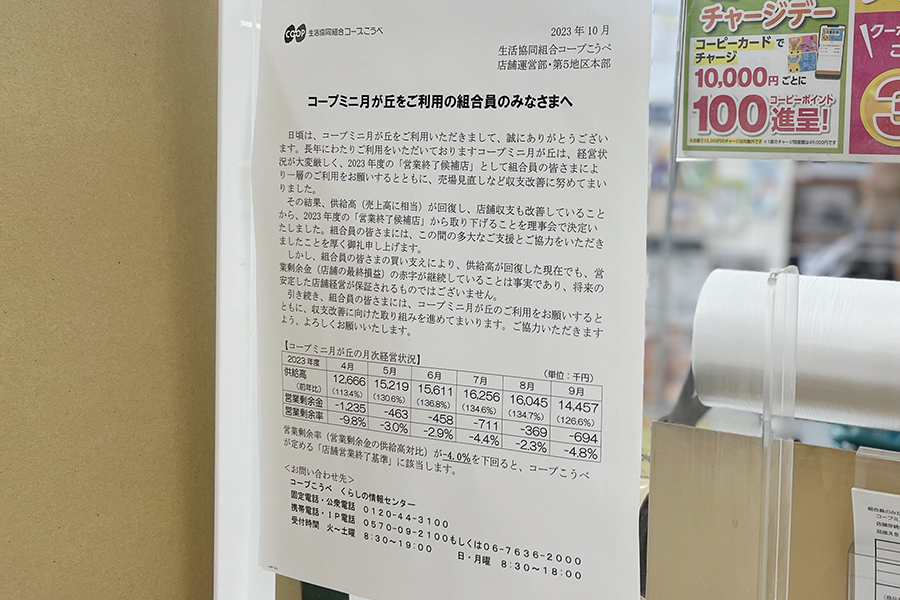 CO・OP 生活協同組合コープこうべ
2023年10月
生活協同組合コープこうべ
店舗運営部・第5地区本部
コープミニ月が丘をご利用の組合員のみなさまへ
日頃は、コープミニ月が丘をご利用いただきまして、誠にありがとうござい
ます。長年にわたりご利用をいただいておりますコープミニ月が丘は、経営状
況が大変厳しく、2023年度の「営業終了候補店」として組合員の皆さまによ
り一層のご利用をお願いするとともに、売場見直しなど収支改善に努めてまい
りました。
その結果、供給高（売上高に相当）が回復し、店舗収支も改善していること
から、2023年度の「営業終了候補店」から取り下げることを理事会で決定い
たしました。組合員の皆さまには、この間の多大なご支援とご協力をいただき
ましたことを厚く御礼申し上げます。
しかし、組合員の皆さまの買い支えにより、供給高が回復した現在でも、営
業剰余金（店舗の最終損益）の赤字が継続していることは事実であり、将来の
安定した店舗経営が保証されるものではございません。
引き続き、組合員の皆さまには、コープミニ月が丘のご利用をお願いすると
ともに、収支改善に向けた取り組みを進めてまいります。ご協力いただきます
よう、よろしくお願いいたします。
【コープミニ月が丘の月次経営状況】 （単位：千円）
2023年度 4月 5月 6月 7月 8月 9月
供給高 12,666 15,219 15,611 16,256 16,045 14,457
（前年比） (113.4%) (130.6%) (136.8%) (134.6%) (134.7%) (126.6%)
営業剰余金 -1,235 -463 -458 -711 -369 -694
営業剰余率 -9.8% -3.0% -2.9% -4.4% -2.3% -4.8%
営業剰余率（営業剰余金の供給高対比）が-4.0%を下回ると、コープこうべ
が定める「店舗営業終了基準」に該当します。
＜お問い合わせ先＞
コープこうべ くらしの情報センター
固定電話・公衆電話 0120-44-3100
携帯電話・IP電話 0570-09-2100もしくは06-7636-2000
受付時間 火～土曜 8:30～19:00 日・月曜 8:30～18:00
チャージデー
コーピーカードで
チャージ
10,000円ごとに
100コーピーポイント
進呈！
クーポ
3
組合員のみな
コープミ
店舗存続